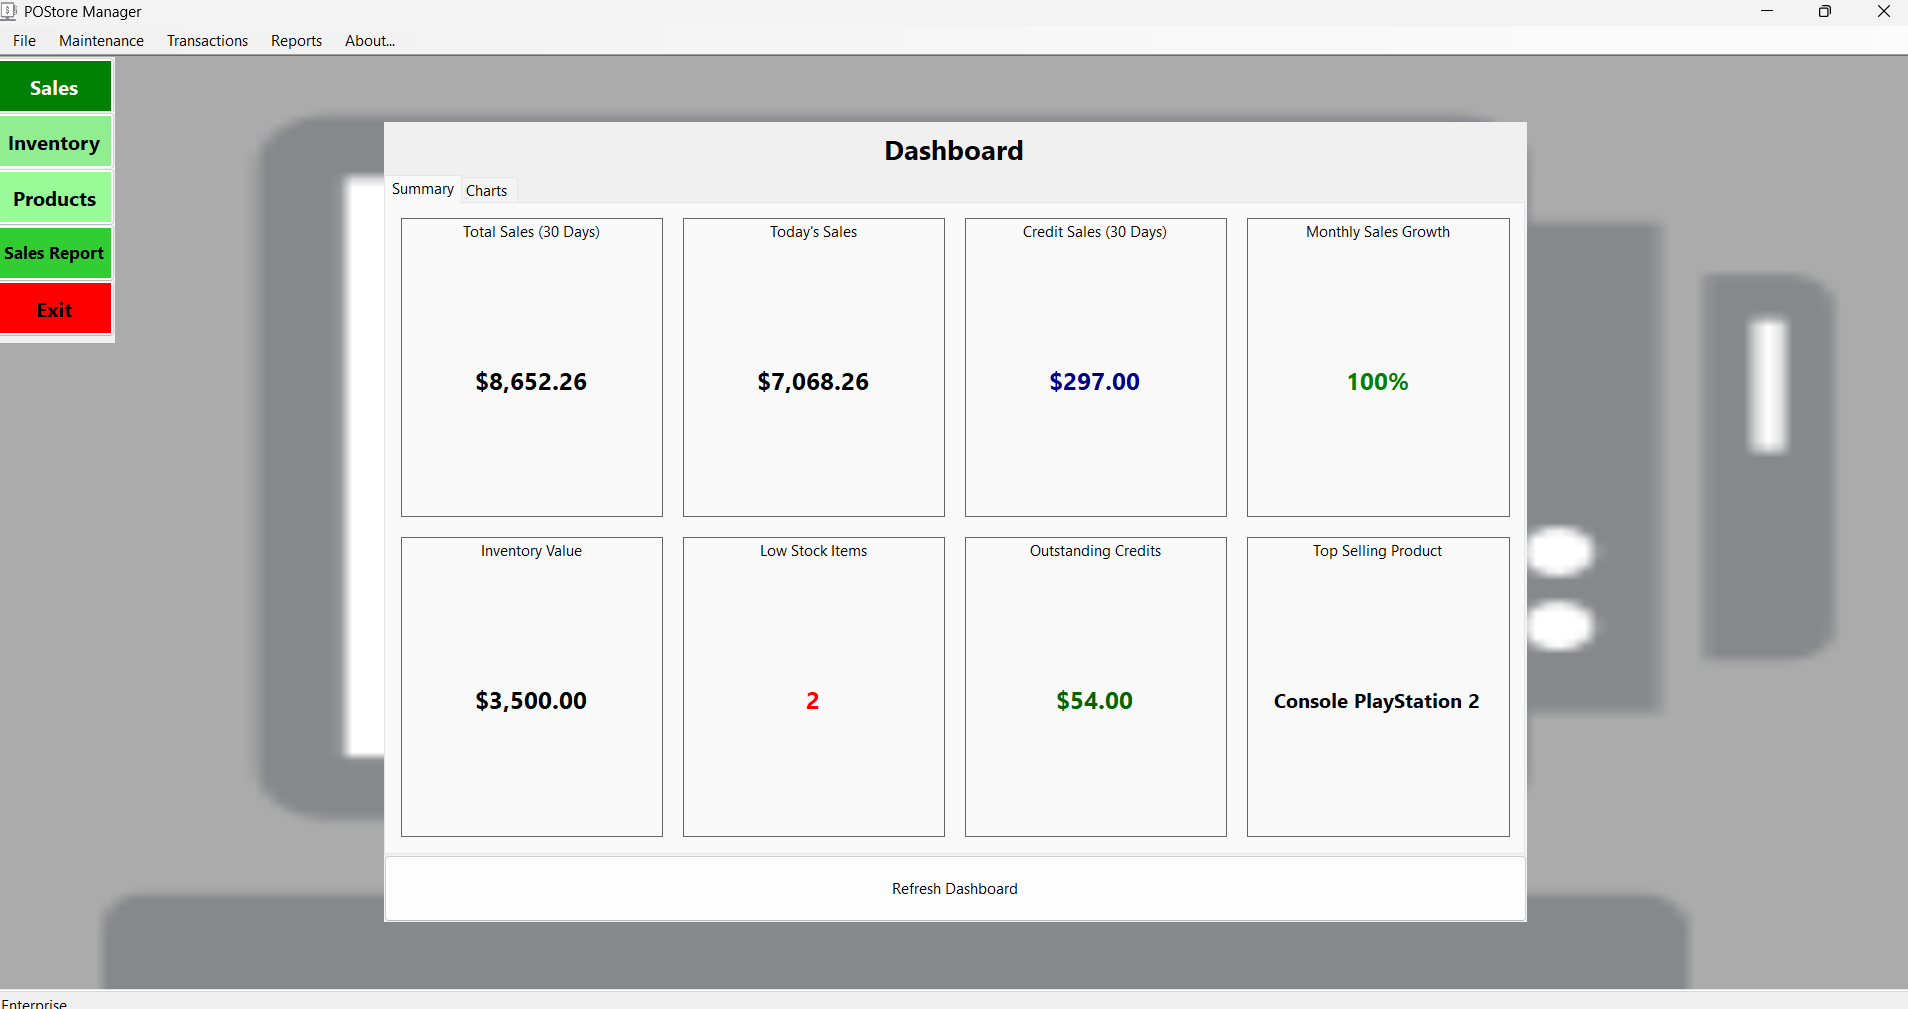 POStore Manager
File Maintenance Transactions Reports About...
Sales
Inventory
Products
Sales Report
Exit
Dashboard
Summary Charts
Total Sales (30 Days)
$8,652.26
Today's Sales
$7,068.26
Credit Sales (30 Days)
$297.00
Monthly Sales Growth
100%
Inventory Value
$3,500.00
Low Stock Items
2
Outstanding Credits
$54.00
Top Selling Product
Console PlayStation 2
Refresh Dashboard
Enterprise